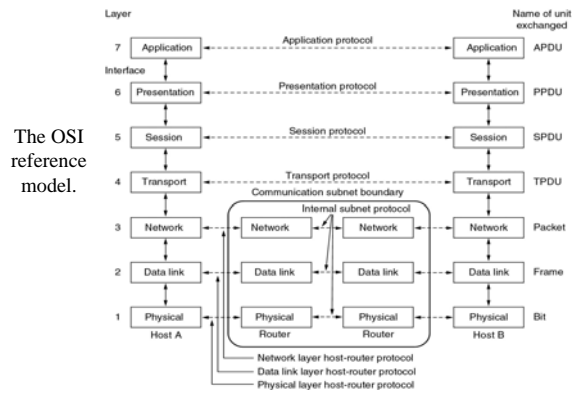 Layer
Name of unit
exchanged
Application protocol
7 Application Application APDU
Interface
Presentation protocol
6 Presentation Presentation PPDU
Session protocol
5 Session Session SPDU
The OSI
reference
model.
Transport protocol
4 Transport Transport TPDU
Communication subnet boundary
Internal subnet protocol
3 Network Network Network Network Packet
2 Data link Data link Data link Data link Frame
1 Physical Physical Physical Physical Bit
Host A Router Router Host B
Network layer host-router protocol
Data link layer host-router protocol
Physical layer host-router protocol